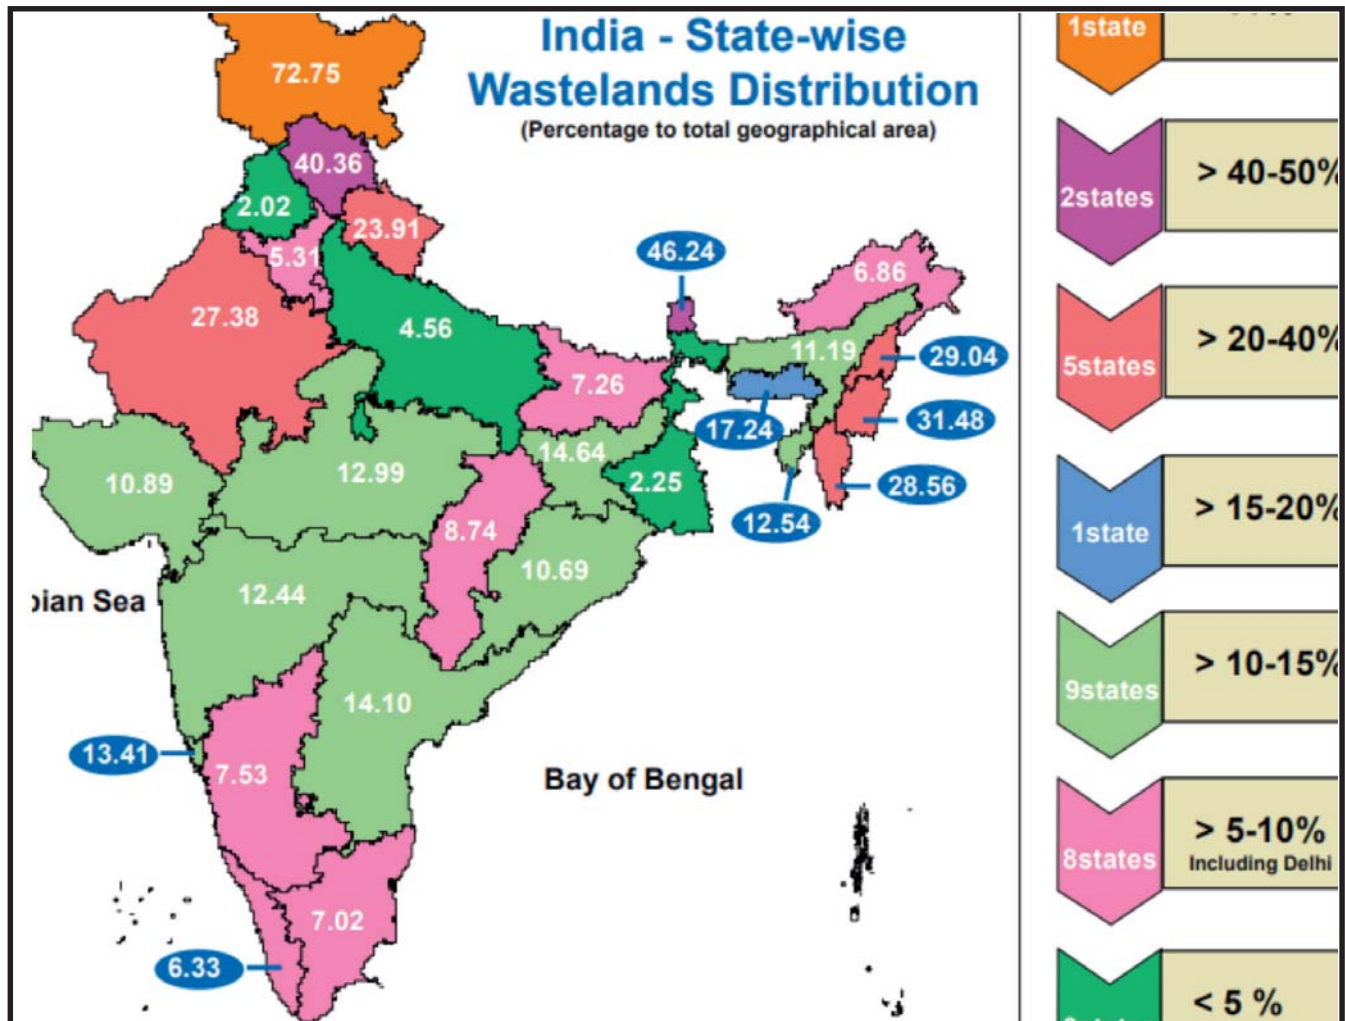 India - State-wise
Wastelands Distribution
(Percentage to total geographical area)
72.75
40.36
2.02
23.91
5.31
46.24
6.86
27.38
4.56
11.19
29.04
7.26
17.24
31.48
14.64
12.99
10.89
2.25
28.56
12.54
8.74
10.69
12.44
bian Sea
14.10
13.41
7.53
Bay of Bengal
7.02
6.33
1state
2states
> 40-50%
5states
> 20-40%
1state
> 15-20%
9states
> 10-15%
8states
> 5-10%
Including Delhi
< 5 %